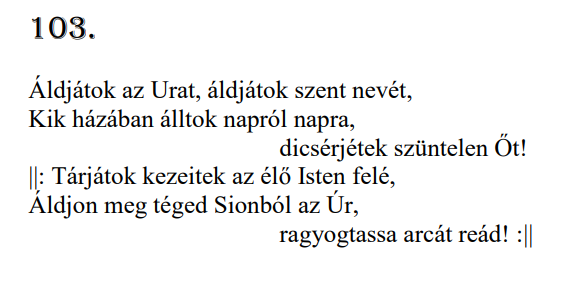 103.
Áldjátok az Urat, áldjátok szent nevét,
Kik házában álltok napról napra,
dicsérjétek szüntelen Őt!
||: Tárjátok kezeitek az élő Isten felé,
Áldjon meg téged Sionból az Úr,
ragyogtassa arcát reád! :||